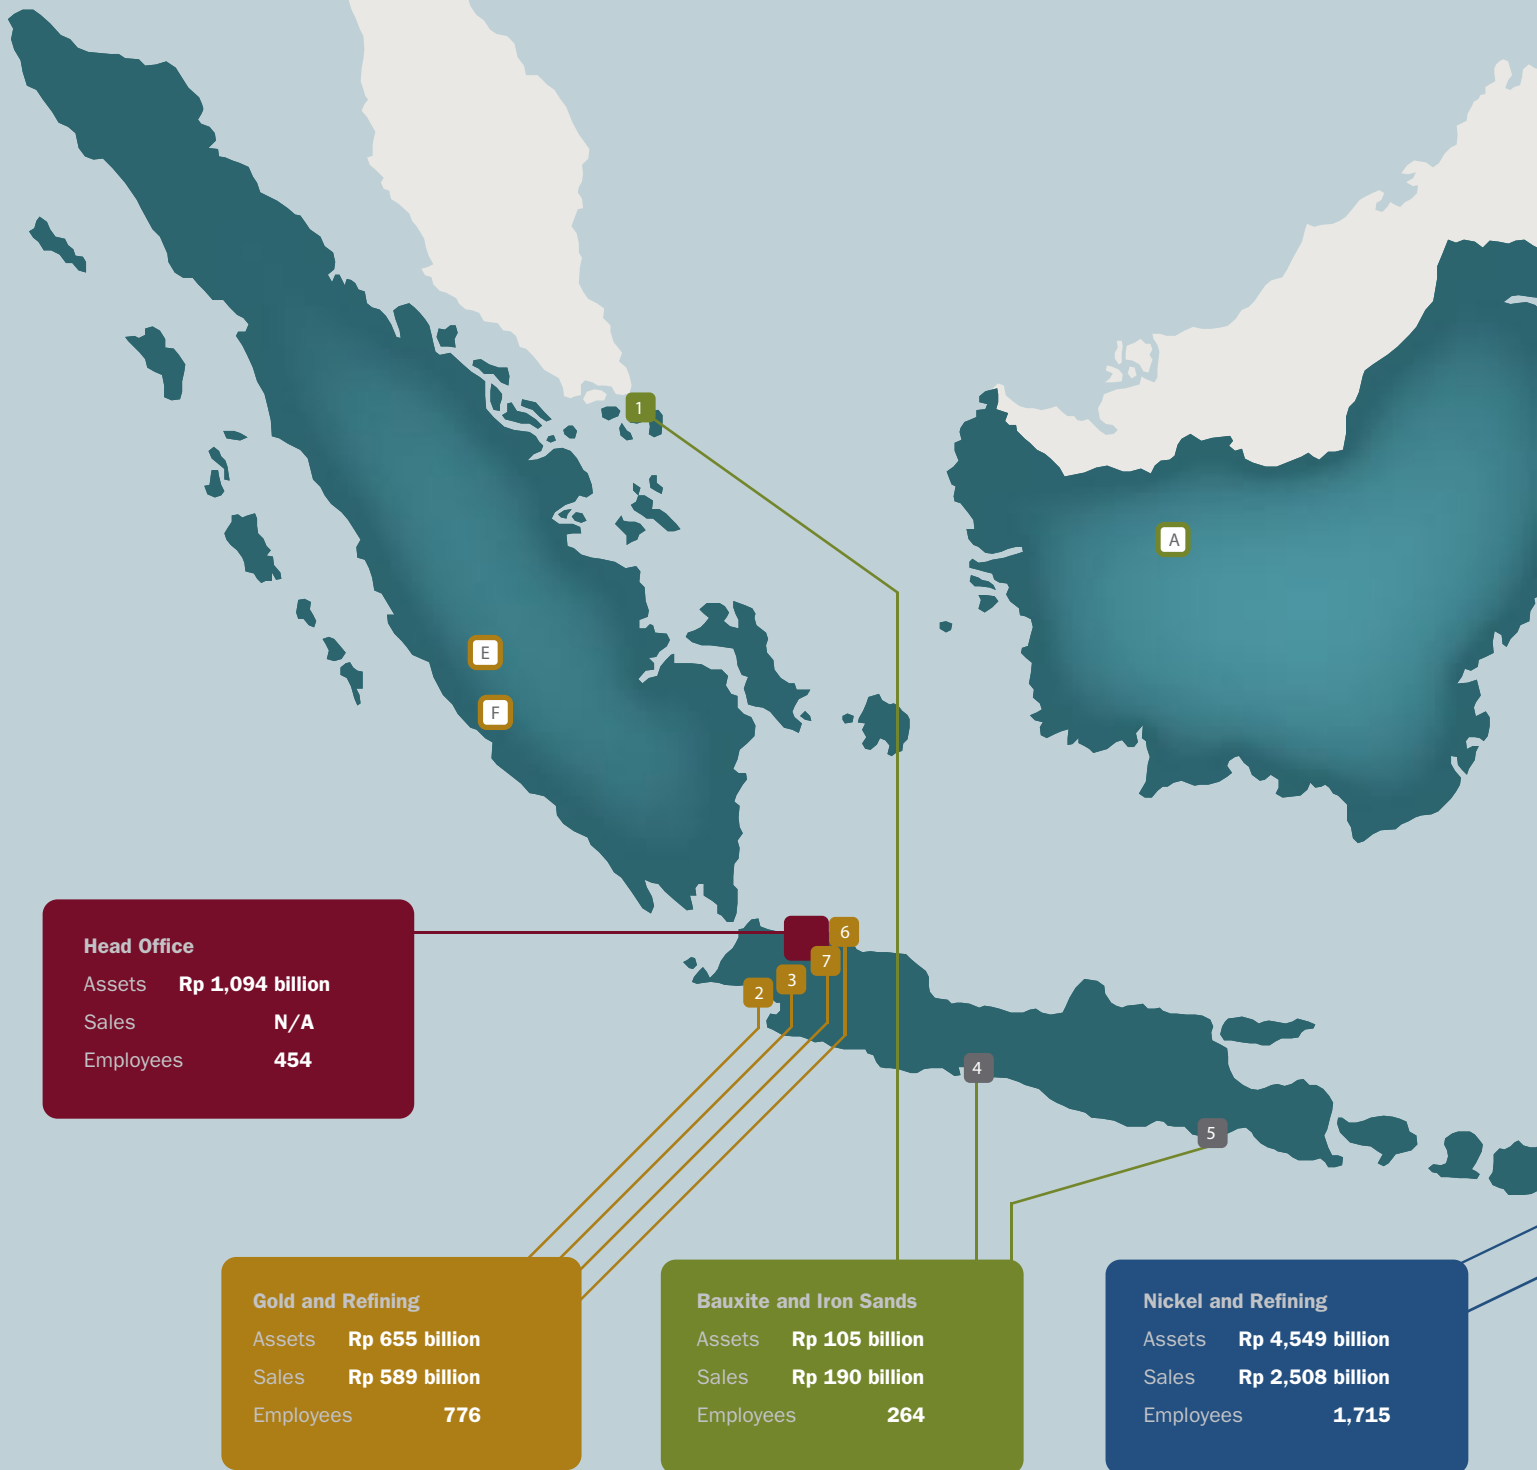 1
A
E
F
Head Office
Assets Rp 1,094 billion
Sales N/A
Employees 454
6
7
3
2
4
5
Gold and Refining
Assets Rp 655 billion
Sales Rp 589 billion
Employees 776
Bauxite and Iron Sands
Assets Rp 105 billion
Sales Rp 190 billion
Employees 264
Nickel and Refining
Assets Rp 4,549 billion
Sales Rp 2,508 billion
Employees 1,715